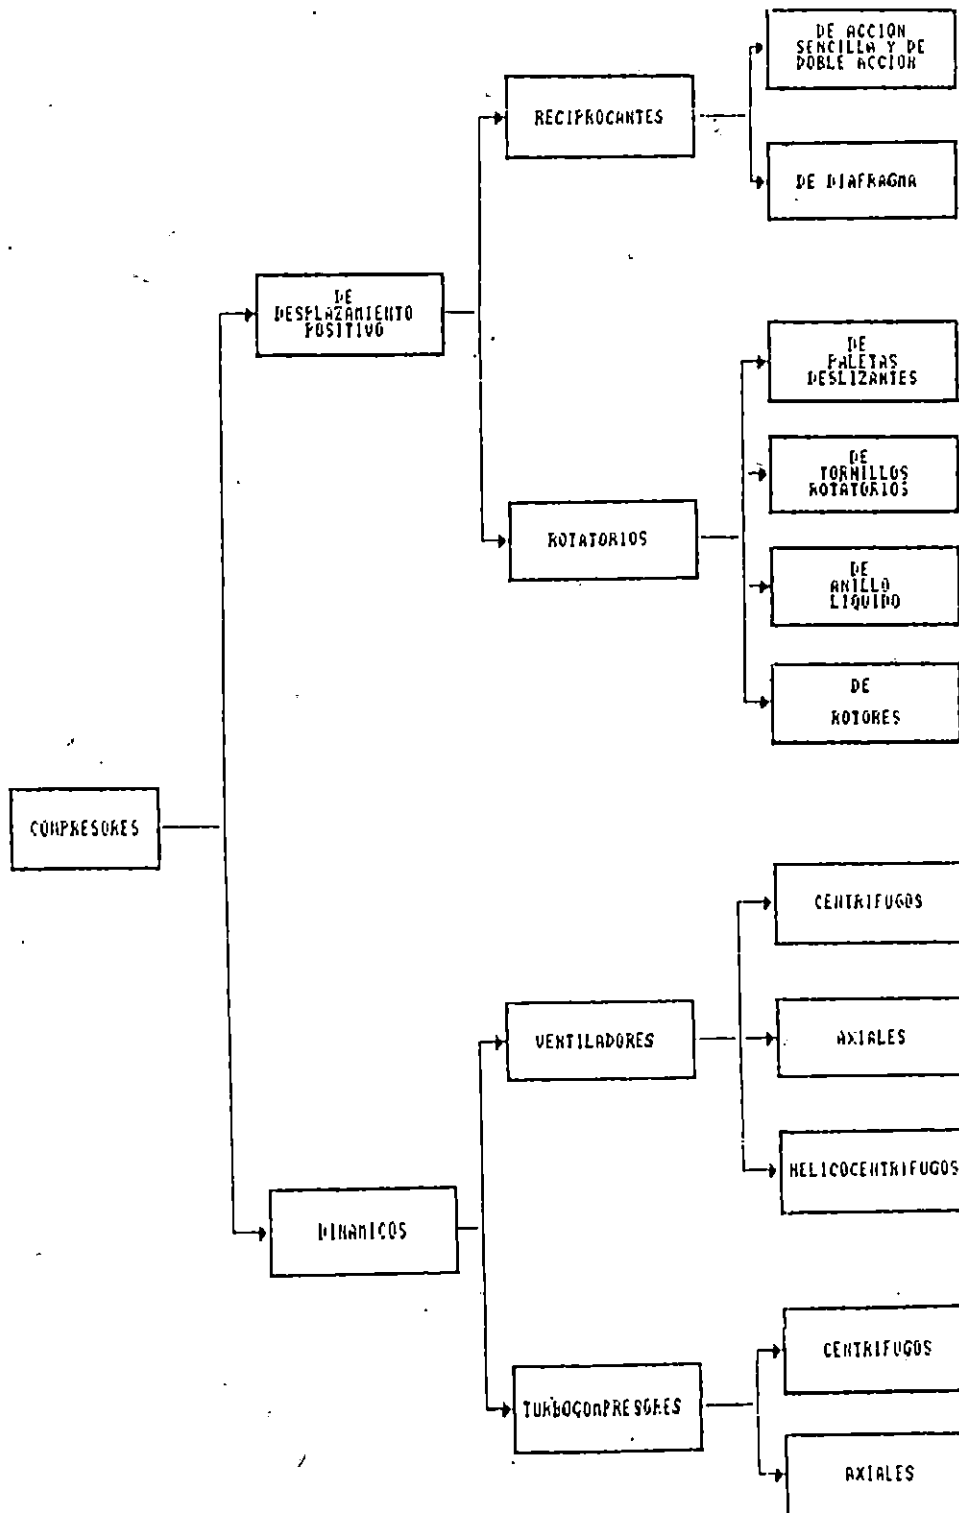 DE ACCION
SENCILLA Y DE
DOBLE ACCION
RECIPROCANTES
DE DIAFRAGMA
DE
DESPLAZAMIENTO
POSITIVO
DE
PALETAS
DESLIZANTES
DE
TORNILLOS
ROTATORIOS
ROTATORIOS
DE
ANILLO
LIQUIDO
DE
ROTORES
COMPRESORES
CENTRIFUGOS
VENTILADORES
AXIALES
HELICOCENTRIFUGOS
DINAMICOS
CENTRIFUGOS
TURBOCOMPRESORES
AXIALES